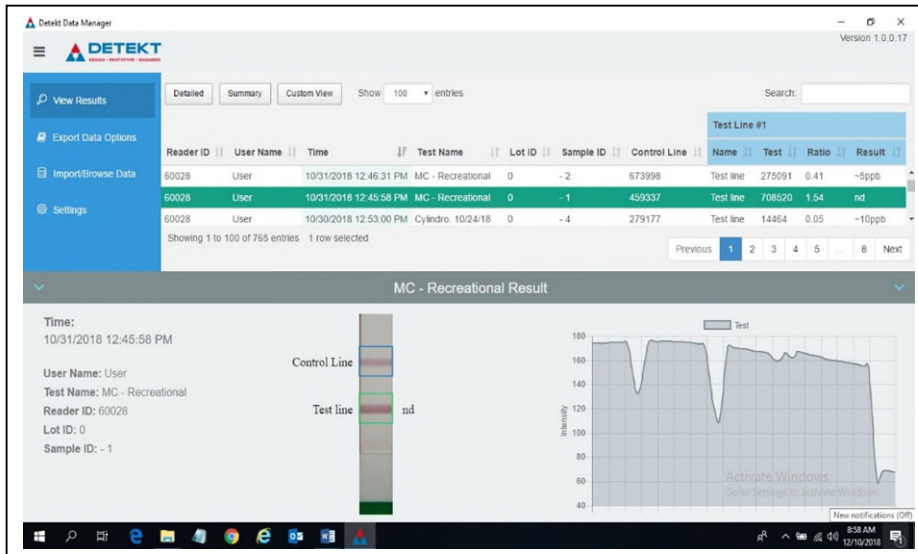 Detekt Data Manager
Version 1.0.0.17
DETEKT
DESIGN - PROTOTYPE - ENGINEER
View Results
Export Data Options
Import/Browse Data
Settings
Detailed Summary Custom View Show 100 entries Search:
Test Line #1
Reader ID User Name Time Test Name Lot ID Sample ID Control Line Name Test Ratio Result
60028 User 10/31/2018 12:46:31 PM MC - Recreational 0 - 2 673998 Test line 275091 0.41 ~5ppb
60028 User 10/31/2018 12:45:58 PM MC - Recreational 0 - 1 459337 Test line 708520 1.54 nd
60028 User 10/30/2018 12:53:00 PM Cylindro. 10/24/18 0 - 4 279177 Test line 14464 0.05 ~10ppb
Showing 1 to 100 of 765 entries 1 row selected
Previous 1 2 3 4 5 ... 8 Next
MC - Recreational Result
Time:
10/31/2018 12:45:58 PM
User Name: User
Test Name: MC - Recreational
Reader ID: 60028
Lot ID: 0
Sample ID: - 1
Control Line
Test line nd
Test
Intensity
180
160
140
120
100
80
60
40
Activate Windows
Go to Settings to activate Windows.
New notifications (Off)
8:58 AM
12/10/2018